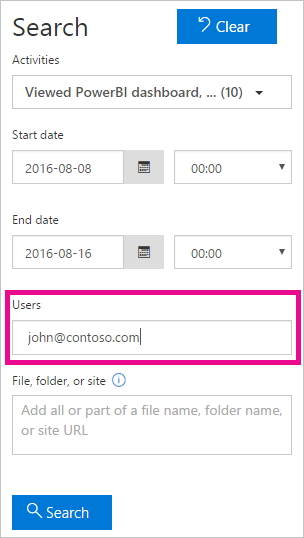 Search
Clear
Activities
Viewed PowerBI dashboard, ... (10)
Start date
2016-08-08
00:00
End date
2016-08-16
00:00
Users
john@contoso.com
File, folder, or site
Add all or part of a file name, folder name,
or site URL
Search